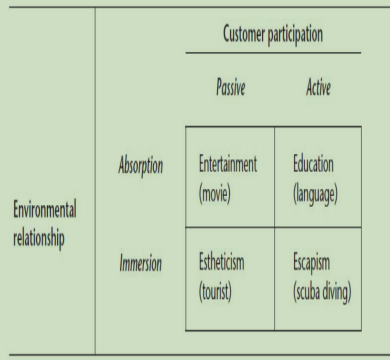 Customer participation
Passive Active
Absorption Entertainment Education
(movie) (language)
Environmental
relationship
Immersion Estheticism Escapism
(tourist) (scuba diving)